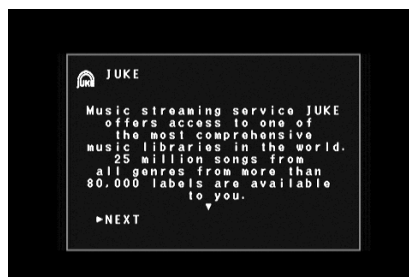 JUKE
JUKE
Music streaming service JUKE
offers access to one of
the most comprehensive
music libraries in the world.
25 million songs from
all genres from more than
80,000 labels are available
to you.
►NEXT